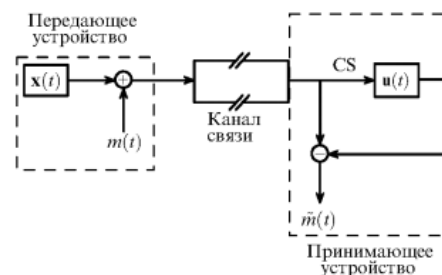 Передающее
устройство
x(t)
+
m(t)
Канал
связи
CS
u(t)
−
m̃(t)
Принимающее
устройство